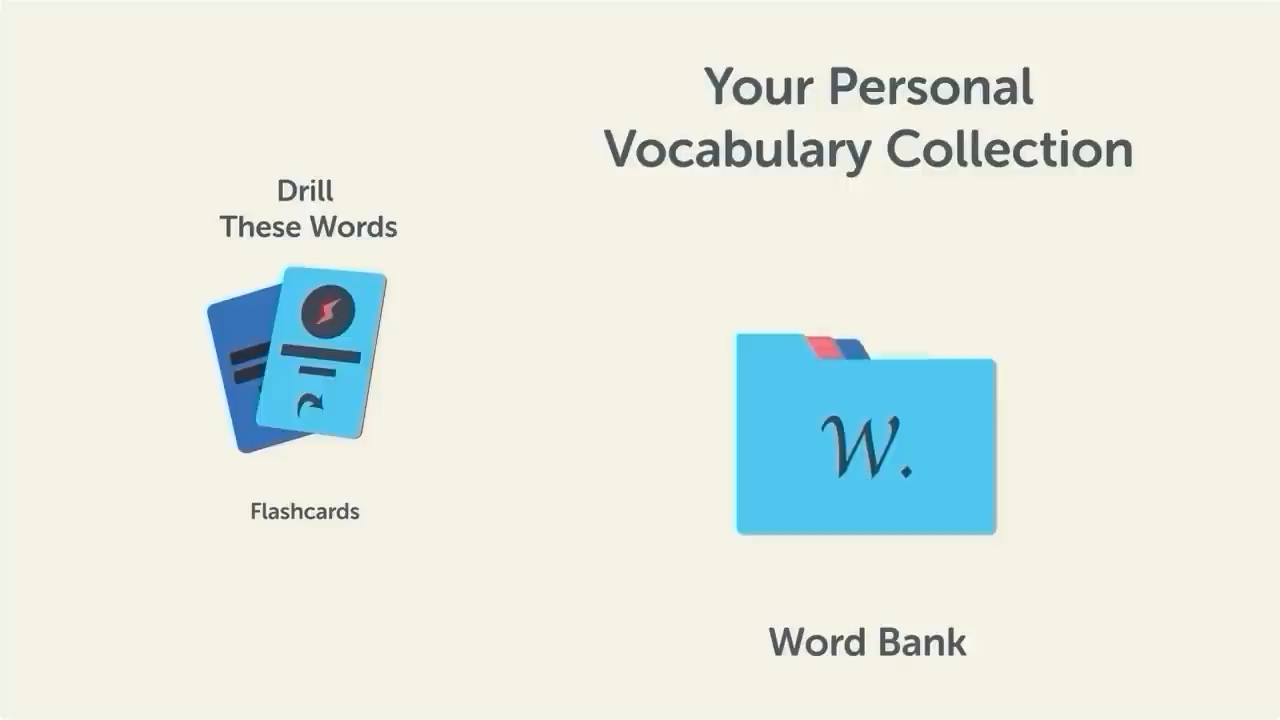 Your Personal
Vocabulary Collection
Drill
These Words
Flashcards
W.
Word Bank